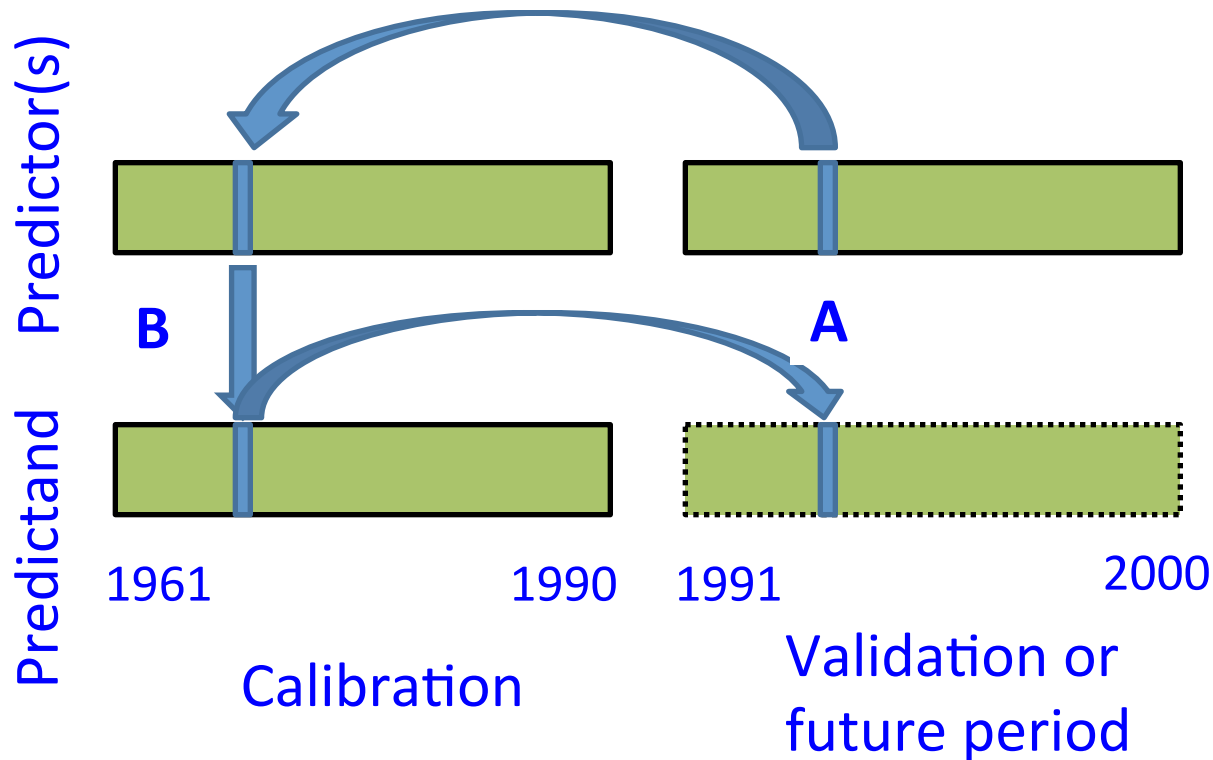 Predictor(s)
B
A
Predictand
1961
1990
1991
2000
Calibration
Validation or
future period